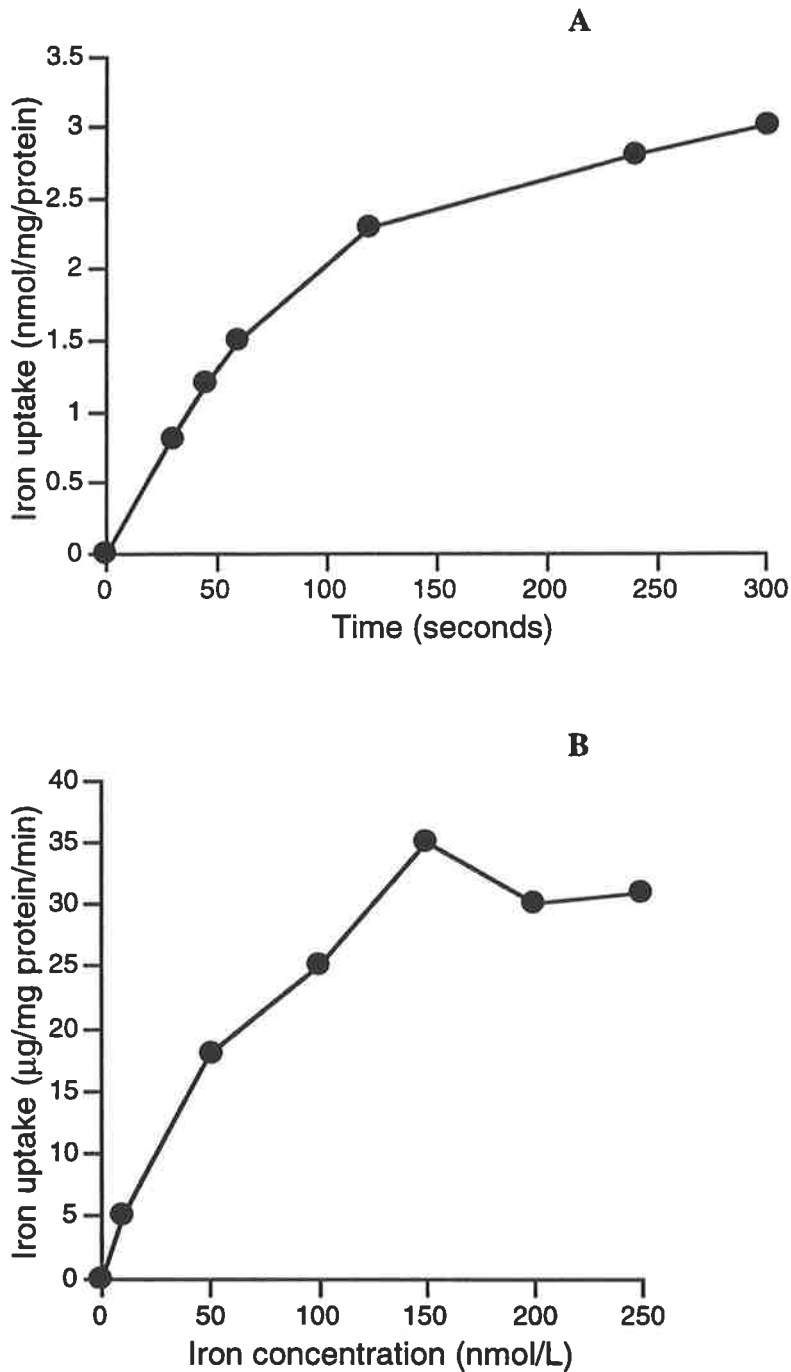 A
3.5
3
2.5
2
1.5
1
0.5
0
Iron uptake (nmol/mg/protein)
0 50 100 150 200 250 300
Time (seconds)
B
40
35
30
25
20
15
10
5
0
Iron uptake (µg/mg protein/min)
0 50 100 150 200 250
Iron concentration (nmol/L)